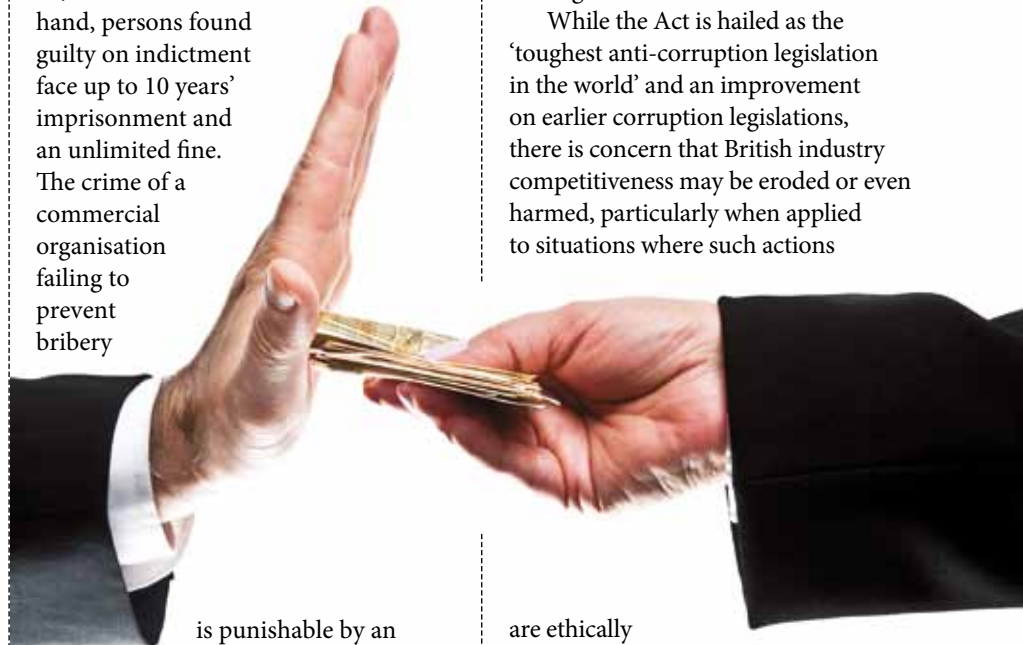 hand, persons found
guilty on indictment
face up to 10 years'
imprisonment and
an unlimited fine.
The crime of a
commercial
organisation
failing to
prevent
bribery
is punishable by an
While the Act is hailed as the
‘toughest anti-corruption legislation
in the world’ and an improvement
on earlier corruption legislations,
there is concern that British industry
competitiveness may be eroded or even
harmed, particularly when applied
to situations where such actions
are ethically